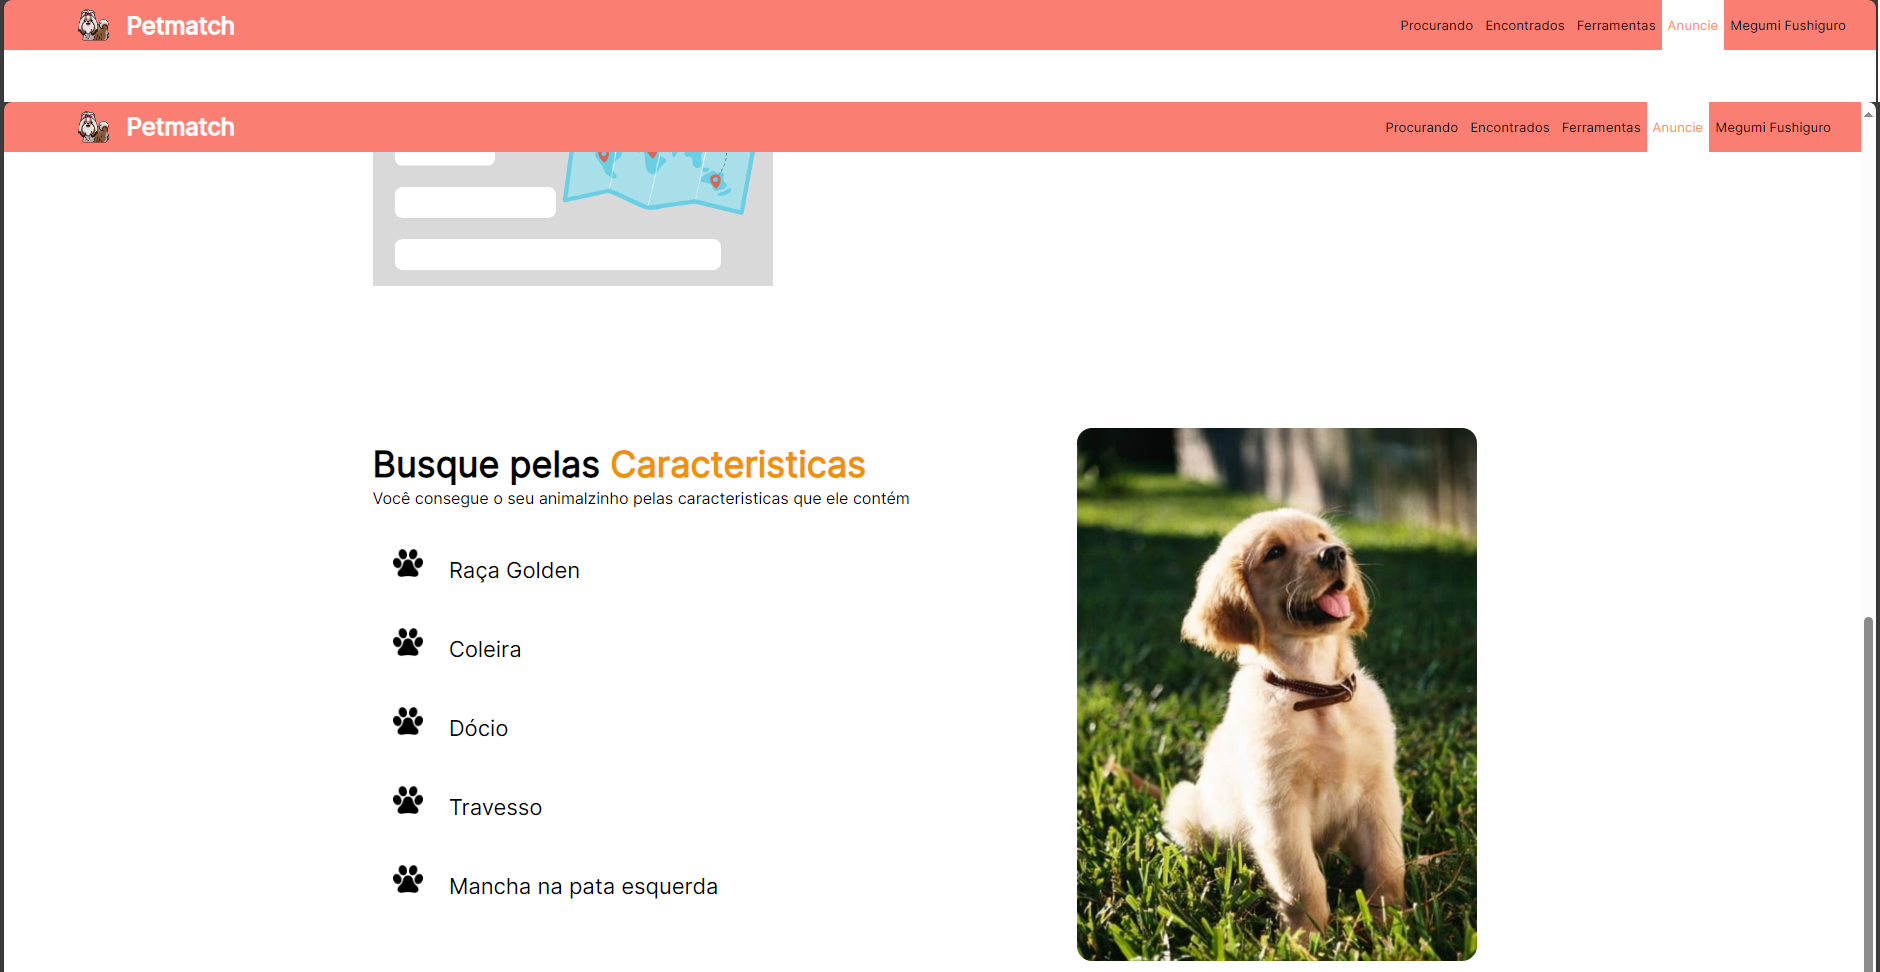 Petmatch Procurando Encontrados Ferramentas Anuncie Megumi Fushiguro
Petmatch Procurando Encontrados Ferramentas Anuncie Megumi Fushiguro
Busque pelas Caracteristicas
Você consegue o seu animalzinho pelas caracteristicas que ele contém
Raça Golden
Coleira
Dócio
Travesso
Mancha na pata esquerda